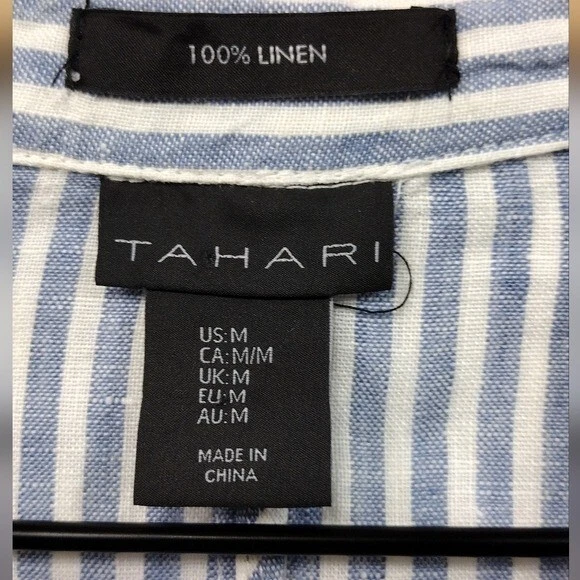 100% LINEN
TAHARI
US:M
CA:M/M
UK:M
EU:M
AU:M
MADE IN
CHINA